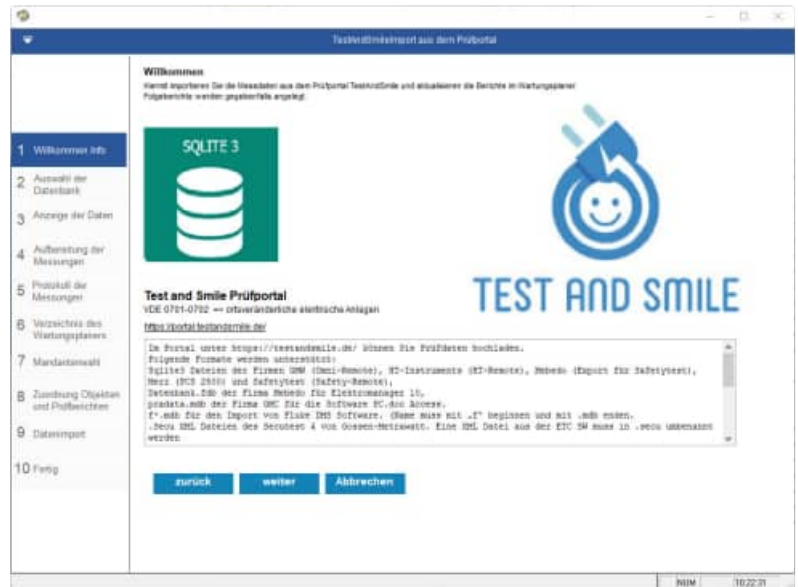 TestAndSmileImport aus dem Prüfportal
Willkommen
Hiermit importieren Sie die Messdaten aus dem Prüfportal TestAndSmile und aktualisieren die Berichte im Wartungsplaner
Folgeberichte werden gegebenfalls angelegt.
1 Willkommen Info
2 Auswahl der
Datenbank
3 Anzeige der Daten
4 Aufbereitung der
Messungen
5 Protokoll der
Messungen
6 Verzeichnis des
Wartungsplaners
7 Mandantenwahl
8 Zuordnung Objekten
und Prüfberichten
9 Datenimport
10 Fertig
SQLITE 3
TEST AND SMILE
Test and Smile Prüfportal
VDE 0701-0702 => ortsveränderliche elektrische Anlagen
https://portal.testandsmile.de/
Im Portal unter https://testandsmile.de/ können Sie Prüfdaten hochladen.
Folgende Formate werden unterstützt:
Sqlite3 Dateien der Firmen GMW (Omni-Remote), HT-Instruments (HT-Remote), Mebedo (Export für Safetytest),
Merz (PCS 2500) und Safetytest (Safety-Remote),
Datenbank.fdb der Firma Mebedo für Elektromanager 10,
prodata.mdb der Firma GMC für die Software PC.doc Access.
f*.mdb für den Import von Fluke DMS Software. (Name muss mit „f" beginnen und mit .mdb enden.
.Secu XML Dateien des Secutest 4 von Gossen-Metrawatt. Eine XML Datei aus der ETC SW muss in .secu umbenannt
werden
zurück weiter Abbrechen
NUM 10:22:31